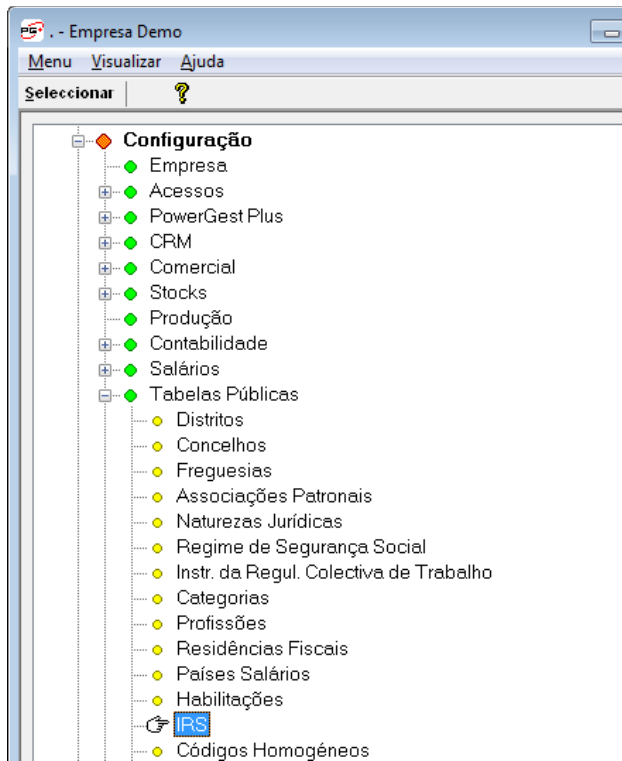 PG . - Empresa Demo
Menu Visualizar Ajuda
Seleccionar ?
Configuração
Empresa
Acessos
PowerGest Plus
CRM
Comercial
Stocks
Produção
Contabilidade
Salários
Tabelas Públicas
Distritos
Concelhos
Freguesias
Associações Patronais
Naturezas Jurídicas
Regime de Segurança Social
Instr. da Regul. Colectiva de Trabalho
Categorias
Profissões
Residências Fiscais
Países Salários
Habilitações
IRS
Códigos Homogéneos